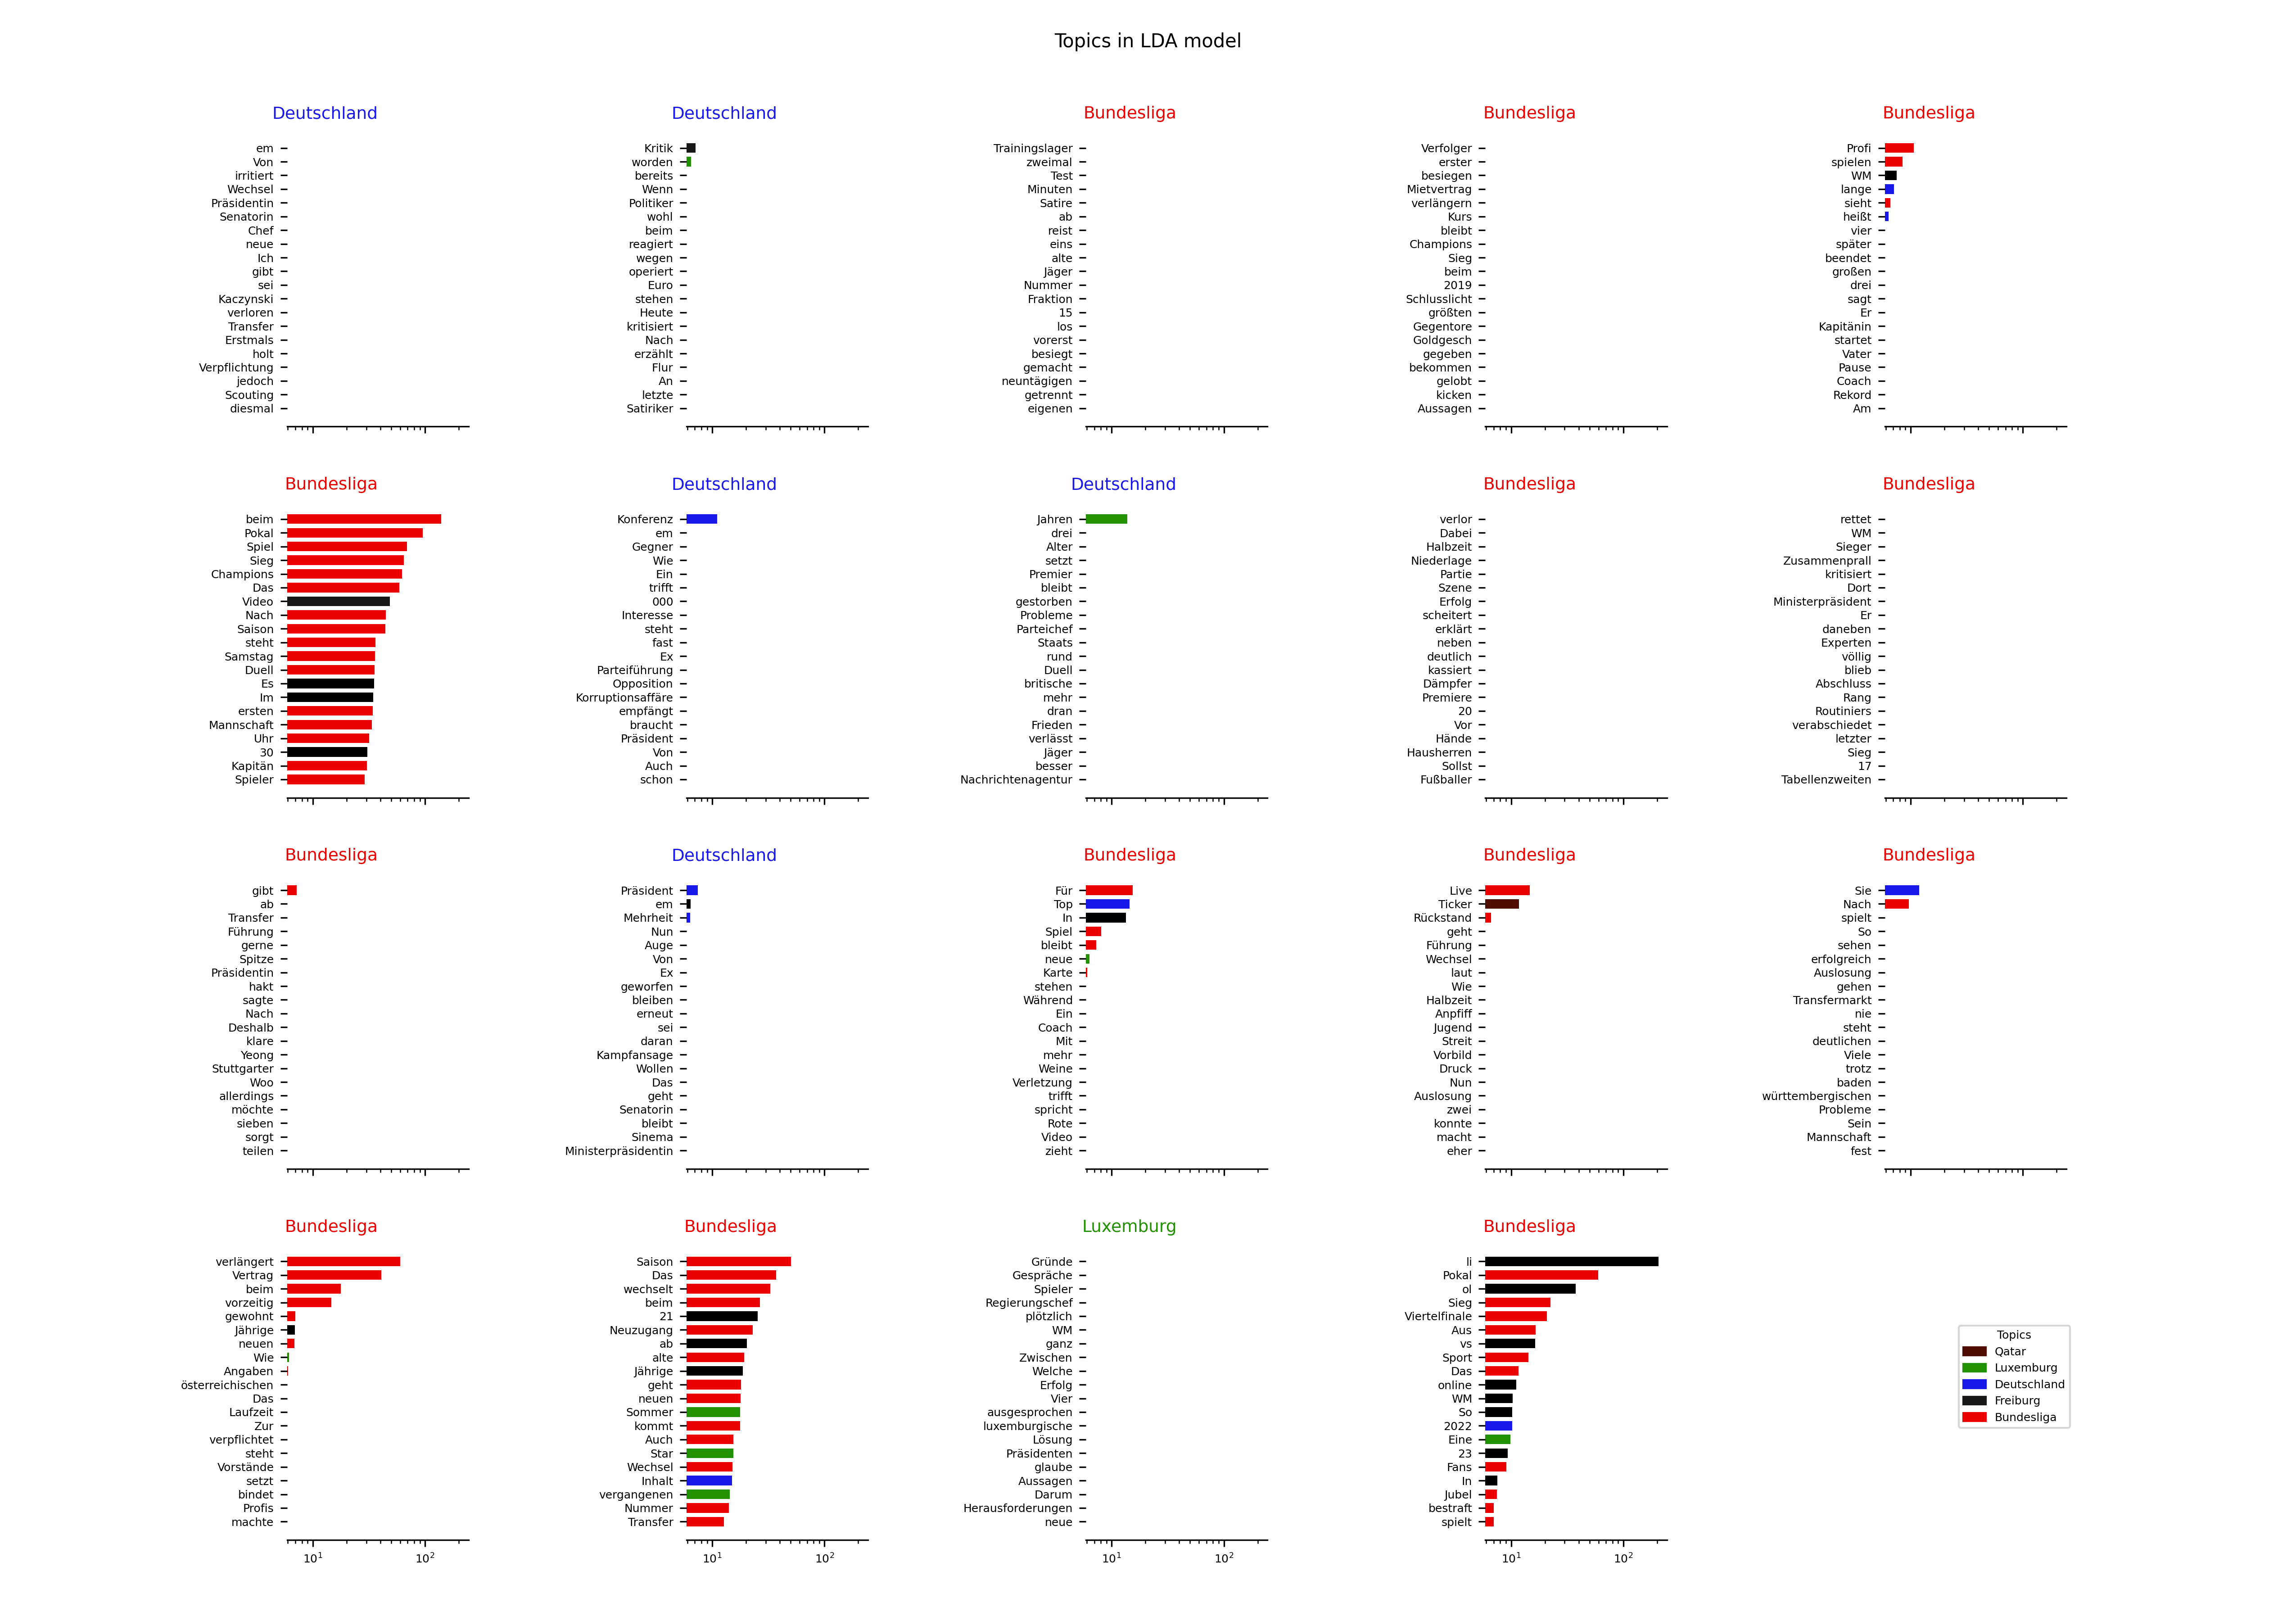 Topics in LDA model
Deutschland
em
Von
irritiert
Wechsel
Präsidentin
Senatorin
Chef
neue
Ich
gibt
sei
Kaczynski
verloren
Transfer
Erstmals
holt
Verpflichtung
jedoch
Scouting
diesmal
Deutschland
Kritik
worden
bereits
Wenn
Politiker
wohl
beim
reagiert
wegen
operiert
Euro
stehen
Heute
kritisiert
Nach
erzählt
Flur
An
letzte
Satiriker
Bundesliga
Trainingslager
zweimal
Test
Minuten
Satire
ab
reist
eins
alte
Jäger
Nummer
Fraktion
15
los
vorerst
besiegt
gemacht
neuntägigen
getrennt
eigenen
Bundesliga
Verfolger
erster
besiegen
Mietvertrag
verlängern
Kurs
bleibt
Champions
Sieg
beim
2019
Schlusslicht
größten
Gegentore
Goldgesch
gegeben
bekommen
gelobt
kicken
Aussagen
Bundesliga
Profi
spielen
WM
lange
sieht
heißt
vier
später
beendet
großen
drei
sagt
Er
Kapitänin
startet
Vater
Pause
Coach
Rekord
Am
Bundesliga
beim
Pokal
Spiel
Sieg
Champions
Das
Video
Nach
Saison
steht
Samstag
Duell
Es
Im
ersten
Mannschaft
Uhr
30
Kapitän
Spieler
Deutschland
Konferenz
em
Gegner
Wie
Ein
trifft
000
Interesse
steht
fast
Ex
Parteiführung
Opposition
Korruptionsaffäre
empfängt
braucht
Präsident
Von
Auch
schon
Deutschland
Jahren
drei
Alter
setzt
Premier
bleibt
gestorben
Probleme
Parteichef
Staats
rund
Duell
britische
mehr
dran
Frieden
verlässt
Jäger
besser
Nachrichtenagentur
Bundesliga
verlor
Dabei
Halbzeit
Niederlage
Partie
Szene
Erfolg
scheitert
erklärt
neben
deutlich
kassiert
Dämpfer
Premiere
20
Vor
Hände
Hausherren
Sollst
Fußballer
Bundesliga
rettet
WM
Sieger
Zusammenprall
kritisiert
Dort
Ministerpräsident
Er
daneben
Experten
völlig
blieb
Abschluss
Rang
Routiniers
verabschiedet
letzter
Sieg
17
Tabellenzweiten
Bundesliga
gibt
ab
Transfer
Führung
gerne
Spitze
Präsidentin
hakt
sagte
Nach
Deshalb
klare
Yeong
Stuttgarter
Woo
allerdings
möchte
sieben
sorgt
teilen
Deutschland
Präsident
em
Mehrheit
Nun
Auge
Von
Ex
geworfen
bleiben
erneut
sei
daran
Kampfansage
Wollen
Das
geht
Senatorin
bleibt
Sinema
Ministerpräsidentin
Bundesliga
Für
Top
In
Spiel
bleibt
neue
Karte
stehen
Während
Ein
Coach
Mit
mehr
Weine
Verletzung
trifft
spricht
Rote
Video
zieht
Bundesliga
Live
Ticker
Rückstand
geht
Führung
Wechsel
laut
Wie
Halbzeit
Anpfiff
Jugend
Streit
Vorbild
Druck
Nun
Auslosung
zwei
konnte
macht
eher
Bundesliga
Sie
Nach
spielt
So
sehen
erfolgreich
Auslosung
gehen
Transfermarkt
nie
steht
deutlichen
Viele
trotz
baden
württembergischen
Probleme
Sein
Mannschaft
fest
Bundesliga
verlängert
Vertrag
beim
vorzeitig
gewohnt
Jährige
neuen
Wie
Angaben
österreichischen
Das
Laufzeit
Zur
verpflichtet
steht
Vorstände
setzt
bindet
Profis
machte
10¹ 10²
Bundesliga
Saison
Das
wechselt
beim
21
Neuzugang
ab
alte
Jährige
geht
neuen
Sommer
kommt
Auch
Star
Wechsel
Inhalt
vergangenen
Nummer
Transfer
10¹ 10²
Luxemburg
Gründe
Gespräche
Spieler
Regierungschef
plötzlich
WM
ganz
Zwischen
Welche
Erfolg
Vier
ausgesprochen
luxemburgische
Lösung
Präsidenten
glaube
Aussagen
Darum
Herausforderungen
neue
10¹ 10²
Bundesliga
li
Pokal
ol
Sieg
Viertelfinale
Aus
vs
Sport
Das
online
WM
So
2022
Eine
23
Fans
In
Jubel
bestraft
spielt
10¹ 10²
Topics
Qatar
Luxemburg
Deutschland
Freiburg
Bundesliga